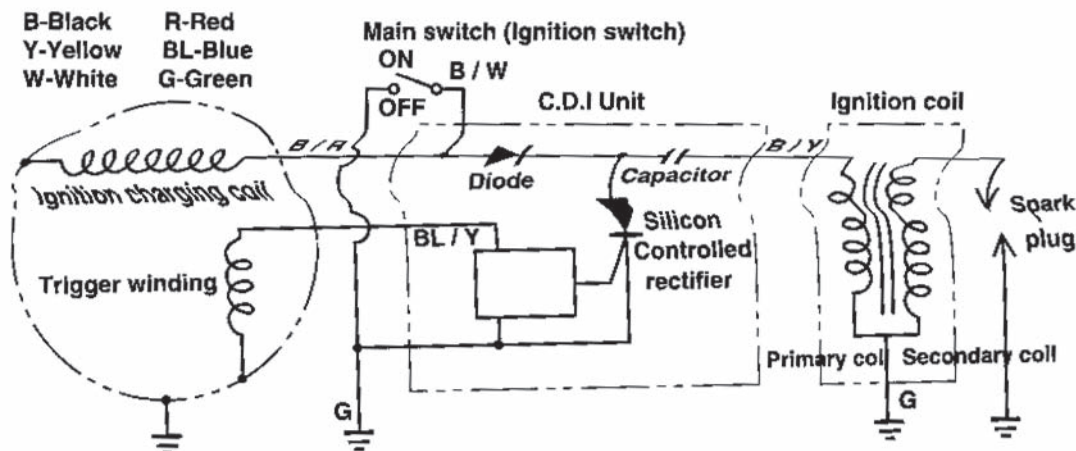 B-Black R-Red
Y-Yellow BL-Blue
W-White G-Green
Main switch (Ignition switch)
ON
OFF
B / W
C.D.I Unit
Ignition coil
B / R
Diode
Capacitor
B / Y
Ignition charging coil
BL / Y
Silicon
Controlled
rectifier
Spark
plug
Trigger winding
Primary coil Secondary coil
G
G